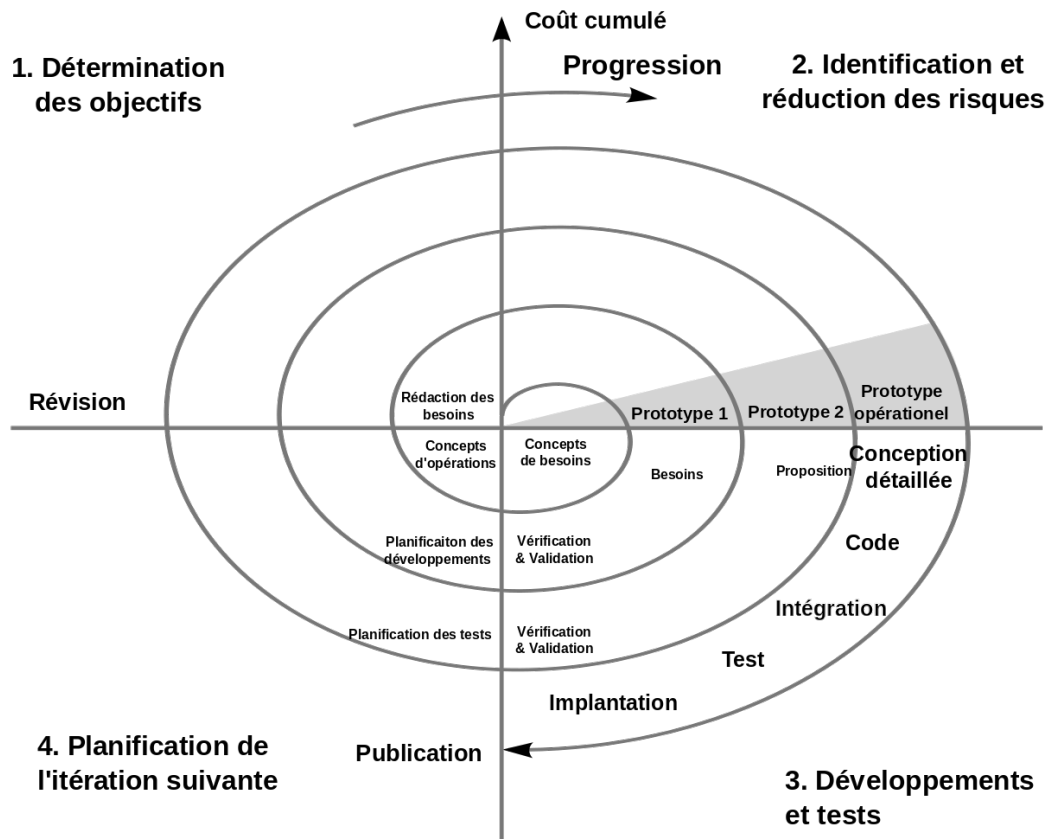 Coût cumulé
Progression
1. Détermination
des objectifs
2. Identification et
réduction des risques
Révision
Rédaction des
besoins
Prototype 1
Prototype 2
Prototype
opérationel
Concepts
d'opérations
Concepts
de besoins
Besoins
Proposition
Conception
détaillée
Planificaiton des
développements
Vérification
& Validation
Code
Intégration
Planification des tests
Vérification
& Validation
Test
Implantation
Publication
4. Planification de
l'itération suivante
3. Développements
et tests